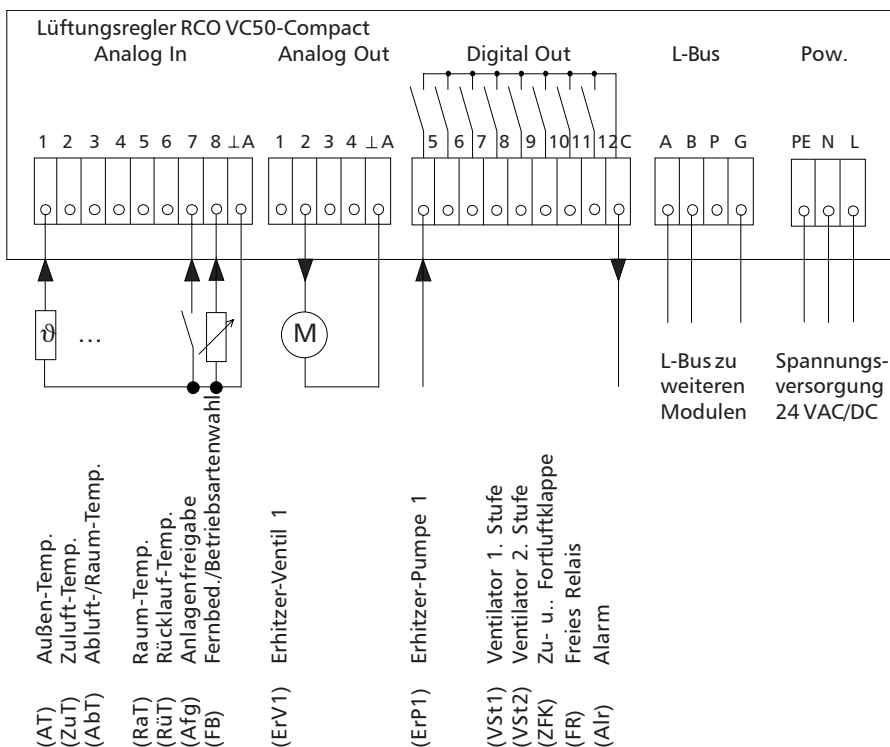 Lüftungsregler RCO VC50-Compact
Analog In Analog Out Digital Out L-Bus Pow.
1 2 3 4 5 6 7 8 ⊥ A 1 2 3 4 ⊥ A 5 6 7 8 9 10 11 12 C A B P G PE N L
ϑ ... M
L-Bus zu
weiteren
Modulen
Spannungs-
versorgung
24 VAC/DC
(AT) Außen-Temp.
(ZuT) Zuluft-Temp.
(AbT) Abluft-/Raum-Temp.
(RaT) Raum-Temp.
(RüT) Rücklauf-Temp.
(Afg) Anlagenfreigabe
(FB) Fernbed./Betriebsartenwahl
(ErV1) Erhitzer-Ventil 1
(ErP1) Erhitzer-Pumpe 1
(VSt1) Ventilator 1. Stufe
(VSt2) Ventilator 2. Stufe
(ZFK) Zu- u.. Fortluftklappe
(FR) Freies Relais
(Alr) Alarm